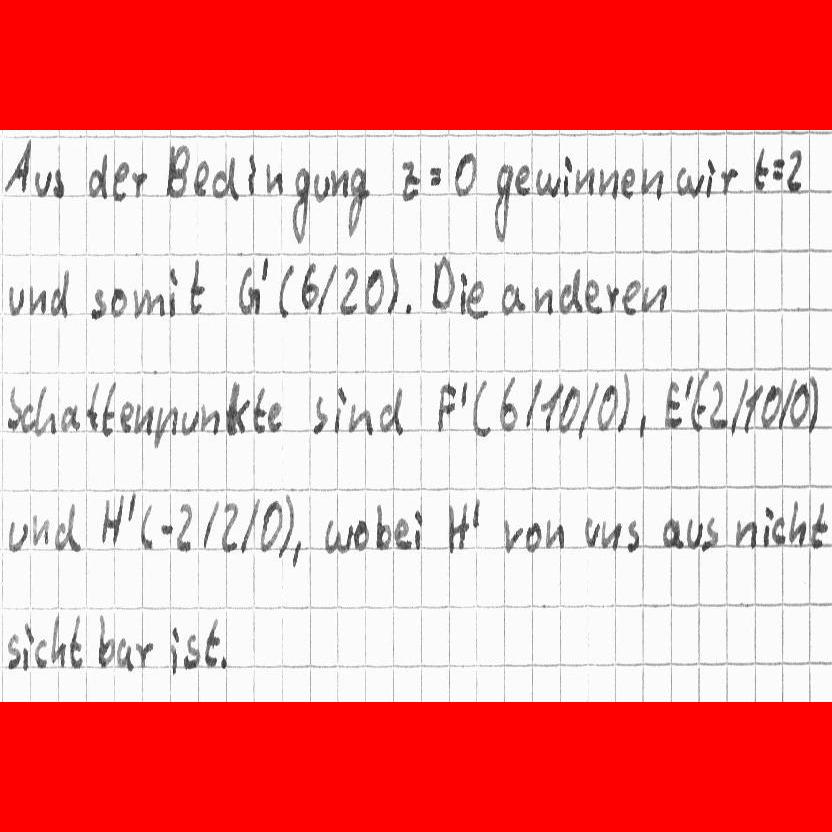 Aus der Bedingung z=0 gewinnen wir t=2
und somit G'(6/20). Die anderen
Schattenpunkte sind F'(6/10/0), E'(-2/10/0)
und H'(-2/2/0), wobei H' von uns aus nicht
sichtbar ist.